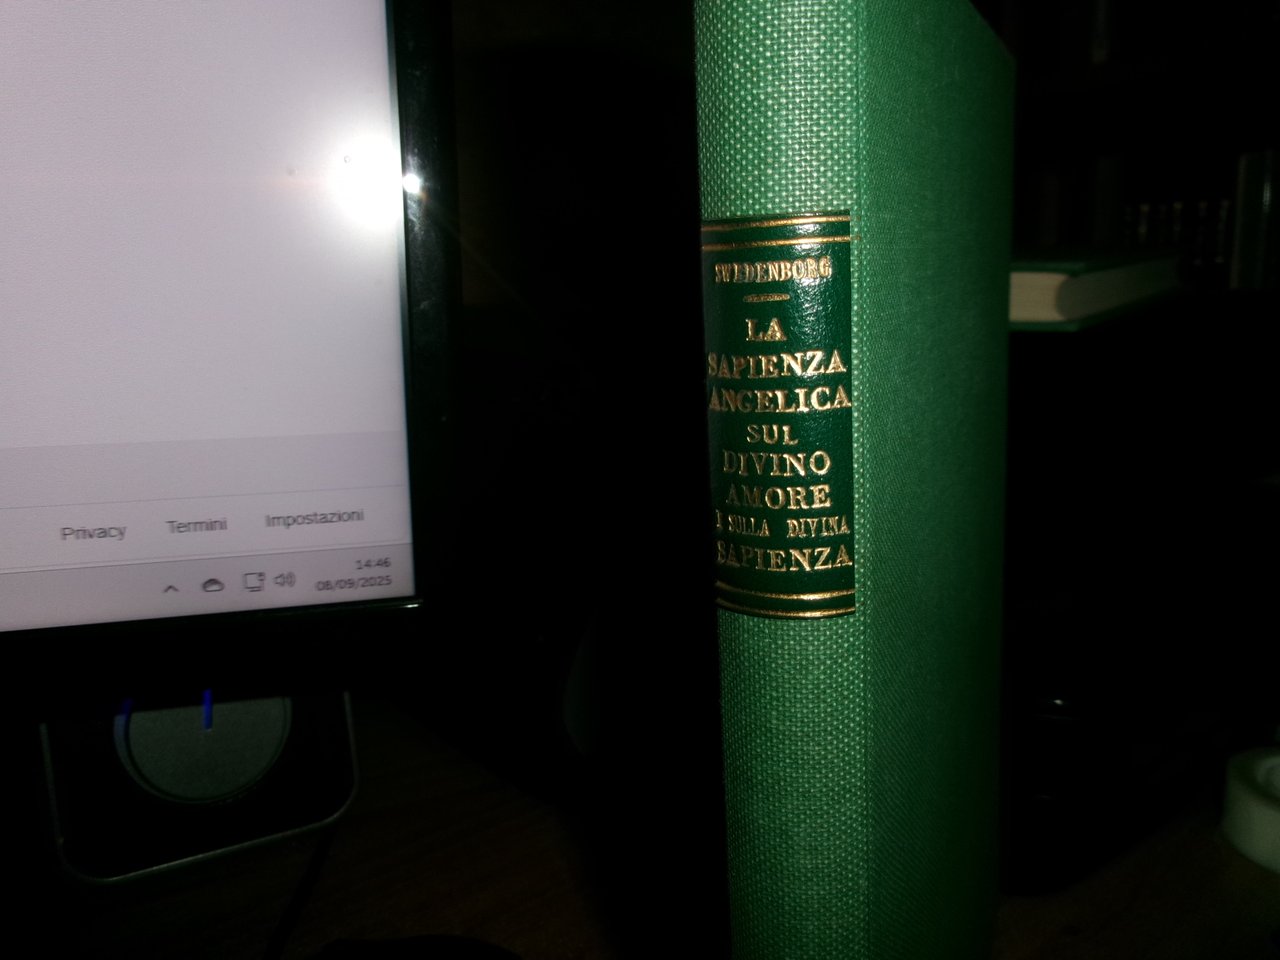 Privacy Termini Impostazioni
14:46
08/09/2025
SWEDENBORG
LA
SAPIENZA
ANGELICA
SUL
DIVINO
AMORE
E SULLA DIVINA
SAPIENZA